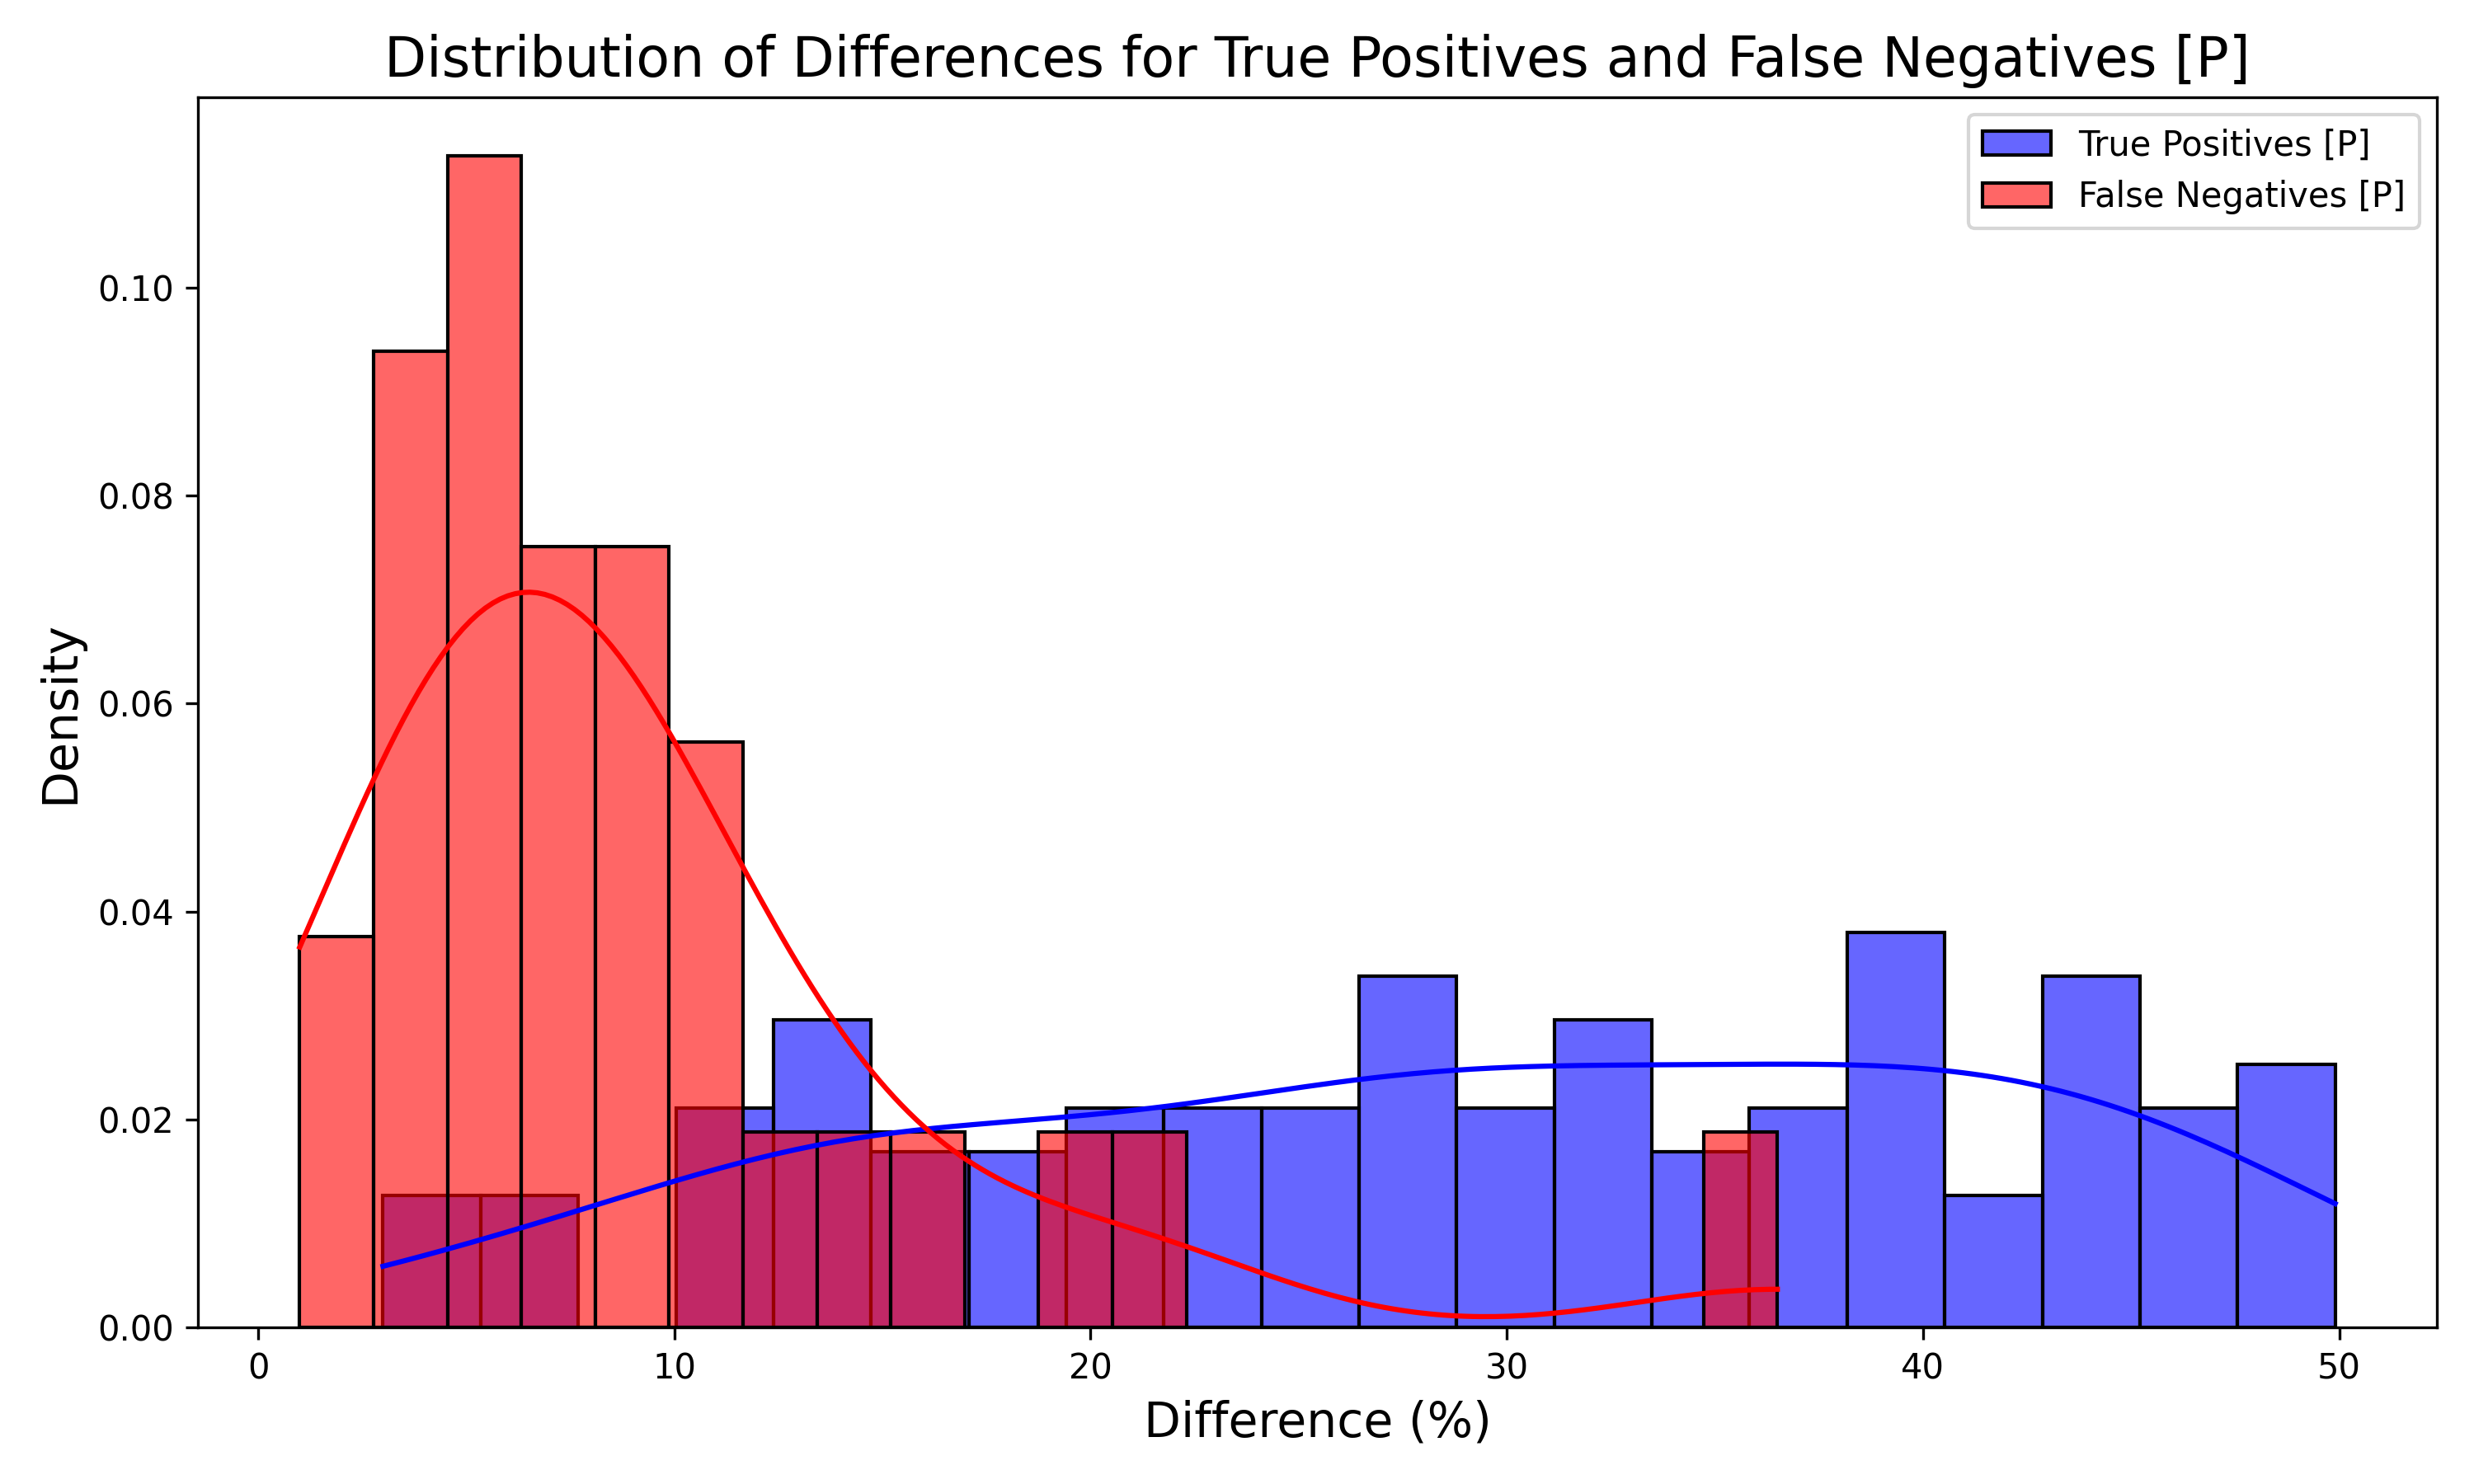 Distribution of Differences for True Positives and False Negatives [P]
True Positives [P]
False Negatives [P]
Density
0.10
0.08
0.06
0.04
0.02
0.00
0 10 20 30 40 50
Difference (%)